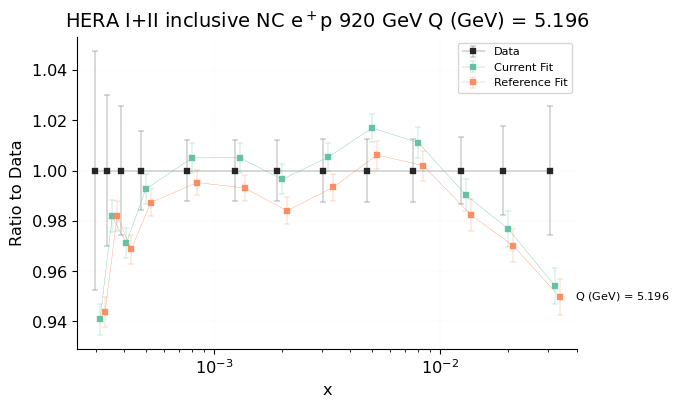 HERA I+II inclusive NC e⁺p 920 GeV Q (GeV) = 5.196
Data
Current Fit
Reference Fit
Ratio to Data
1.04
1.02
1.00
0.98
0.96
0.94
Q (GeV) = 5.196
10⁻³
10⁻²
x